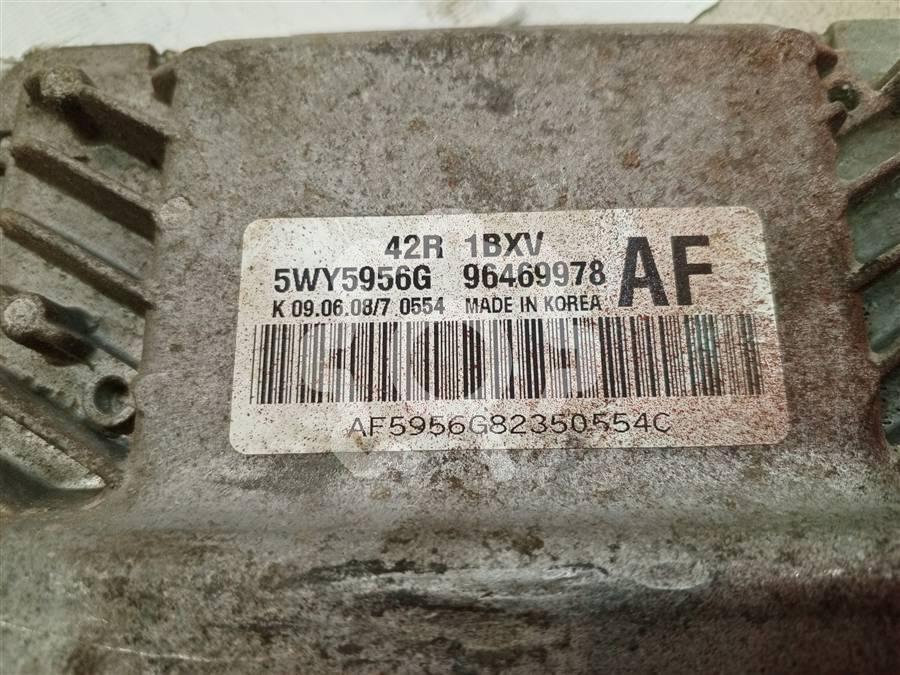 42R 1BXV
5WY5956G 96469978 AF
K 09.06.08/7 0554 MADE IN KOREA
AF5956G82350554C